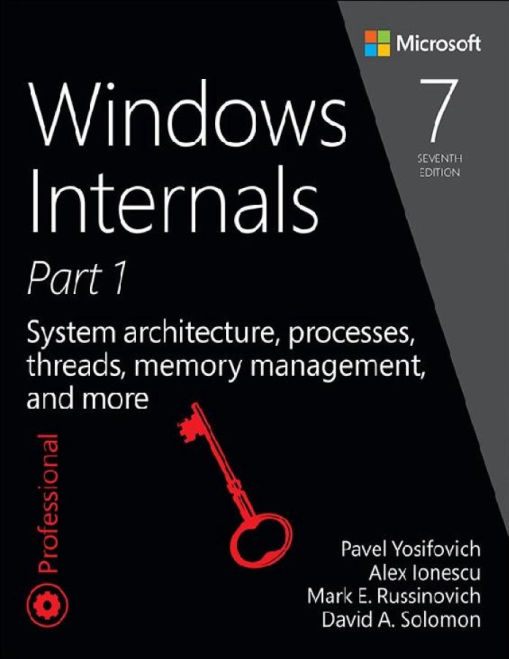 Microsoft
Windows
Internals
7
SEVENTH
EDITION
Part 1
System architecture, processes,
threads, memory management,
and more
Professional
Pavel Yosifovich
Alex Ionescu
Mark E. Russinovich
David A. Solomon